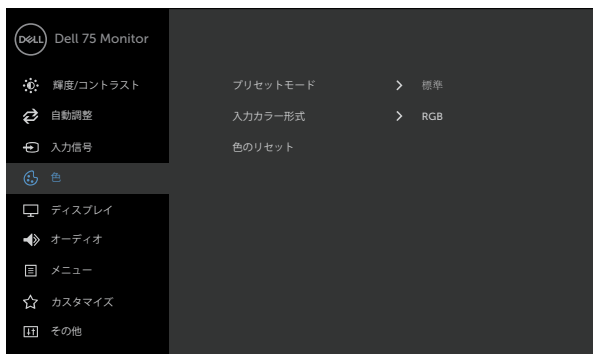 DELL Dell 75 Monitor
輝度/コントラスト
プリセットモード > 標準
自動調整
入力カラー形式 > RGB
入力信号
色のリセット
色
ディスプレイ
オーディオ
メニュー
カスタマイズ
その他